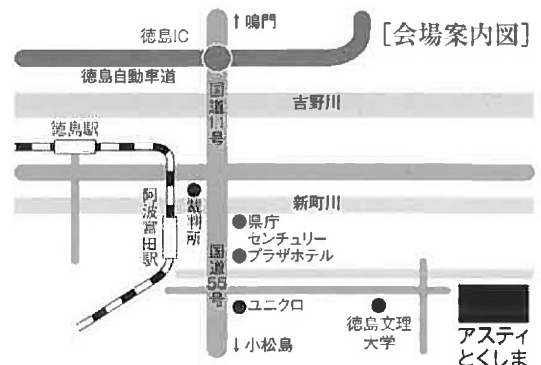 ↑鳴門
[会場案内図]
徳島IC
徳島自動車道
国道11号
吉野川
徳島駅
新町川
阿波富田駅
裁判所
県庁
センチュリー
プラザホテル
国道55号
ユニクロ
徳島文理
大学
アスティ
とくしま
↓小松島